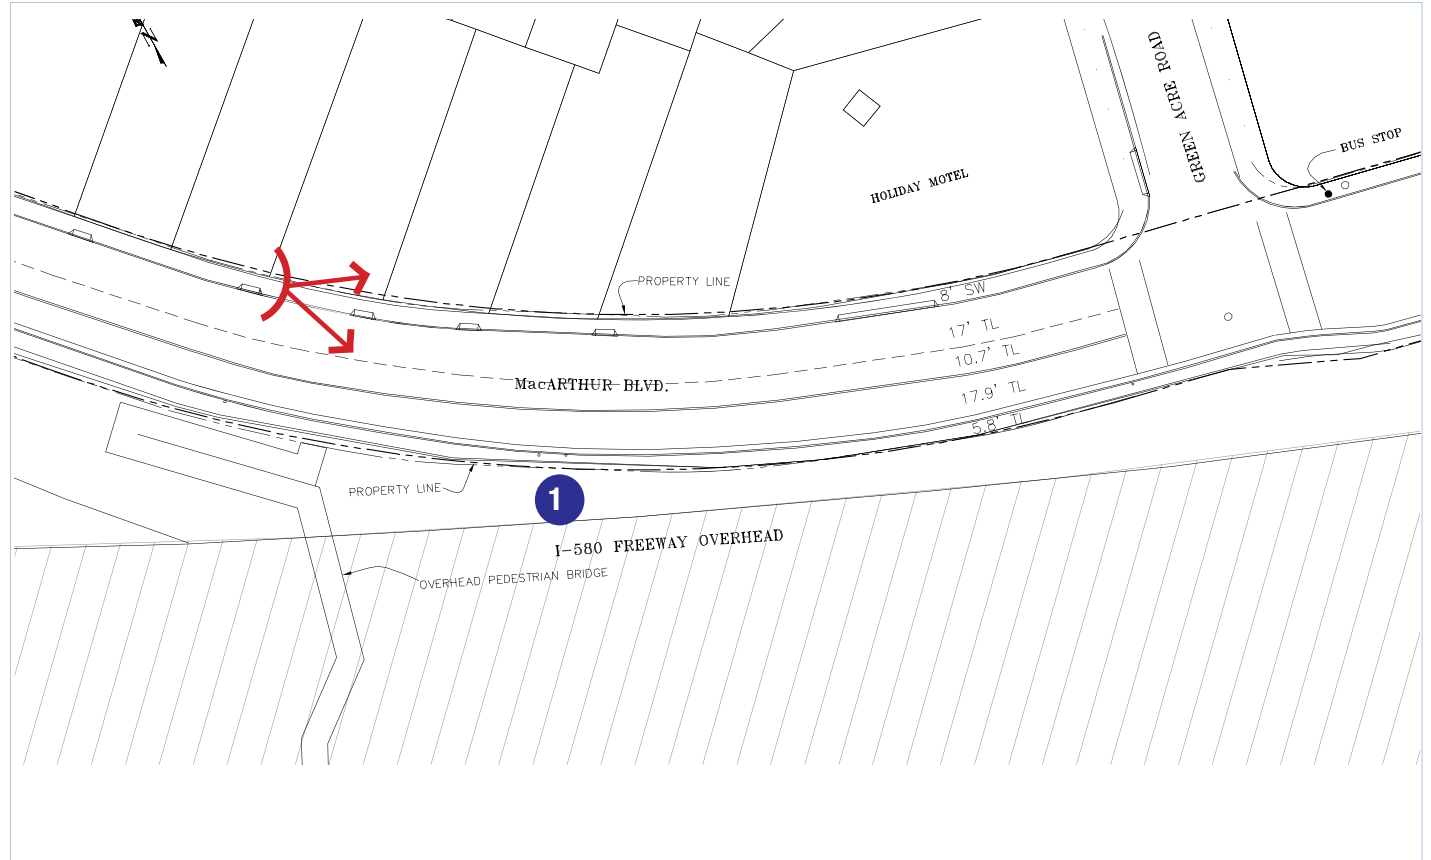 N
GREEN ACRE ROAD
BUS STOP
HOLIDAY MOTEL
PROPERTY LINE
8' SW
17' TL
10.7' TL
MacARTHUR BLVD.
17.9' TL
5.8' TL
PROPERTY LINE
1
I-580 FREEWAY OVERHEAD
OVERHEAD PEDESTRIAN BRIDGE